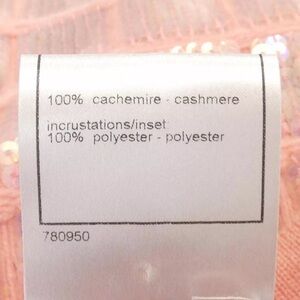 100% cachemire - cashmere
incrustations/inset
100% polyester - polyester
780950